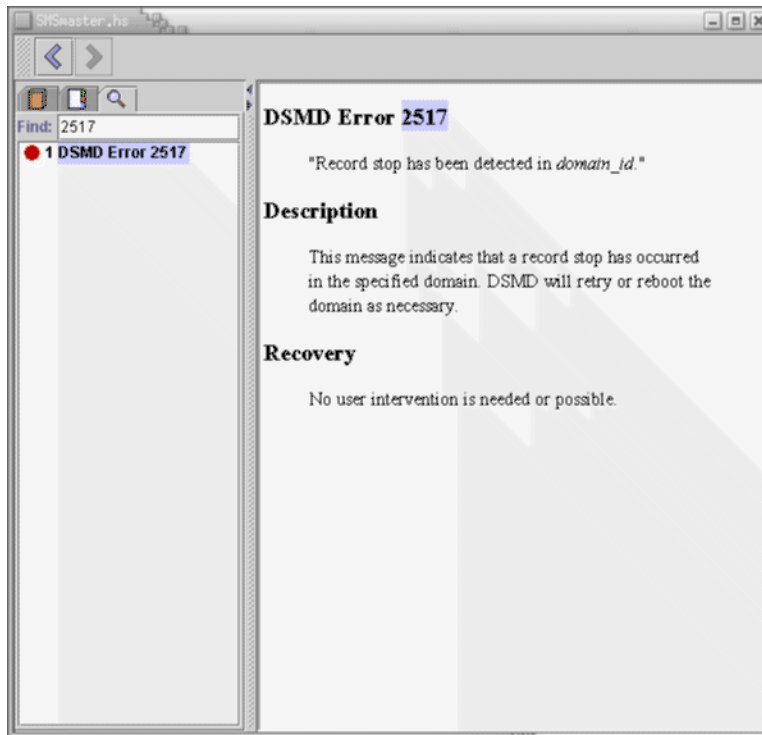 SMSmaster.hs
Find: 2517
1 DSMD Error 2517
DSMD Error 2517
"Record stop has been detected in domain_id."
Description
This message indicates that a record stop has occurred
in the specified domain. DSMD will retry or reboot the
domain as necessary.
Recovery
No user intervention is needed or possible.